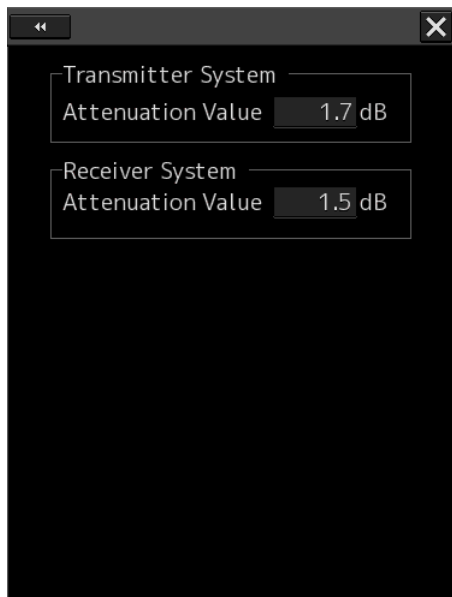 Transmitter System
Attenuation Value 1.7 dB
Receiver System
Attenuation Value 1.5 dB